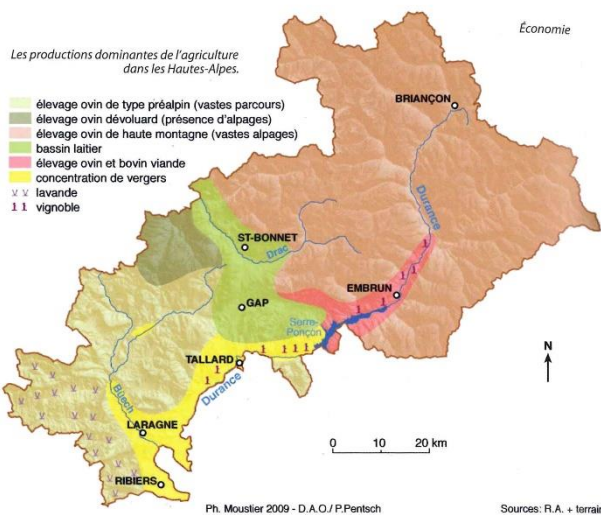 Économie
Les productions dominantes de l'agriculture
dans les Hautes-Alpes.
élevage ovin de type préalpin (vastes parcours)
élevage ovin dévoluard (présence d'alpages)
élevage ovin de haute montagne (vastes alpages)
bassin laitier
élevage ovin et bovin viande
concentration de vergers
lavande
vignoble
BRIANÇON
Durance
ST-BONNET
Drac
EMBRUN
GAP
Serre-
Ponçon
TALLARD
Durance
Büech
LARAGNE
RIBIERS
N
0 10 20 km
Ph. Moustier 2009 - D.A.O./ P.Pentsch
Sources: R.A. + terrain